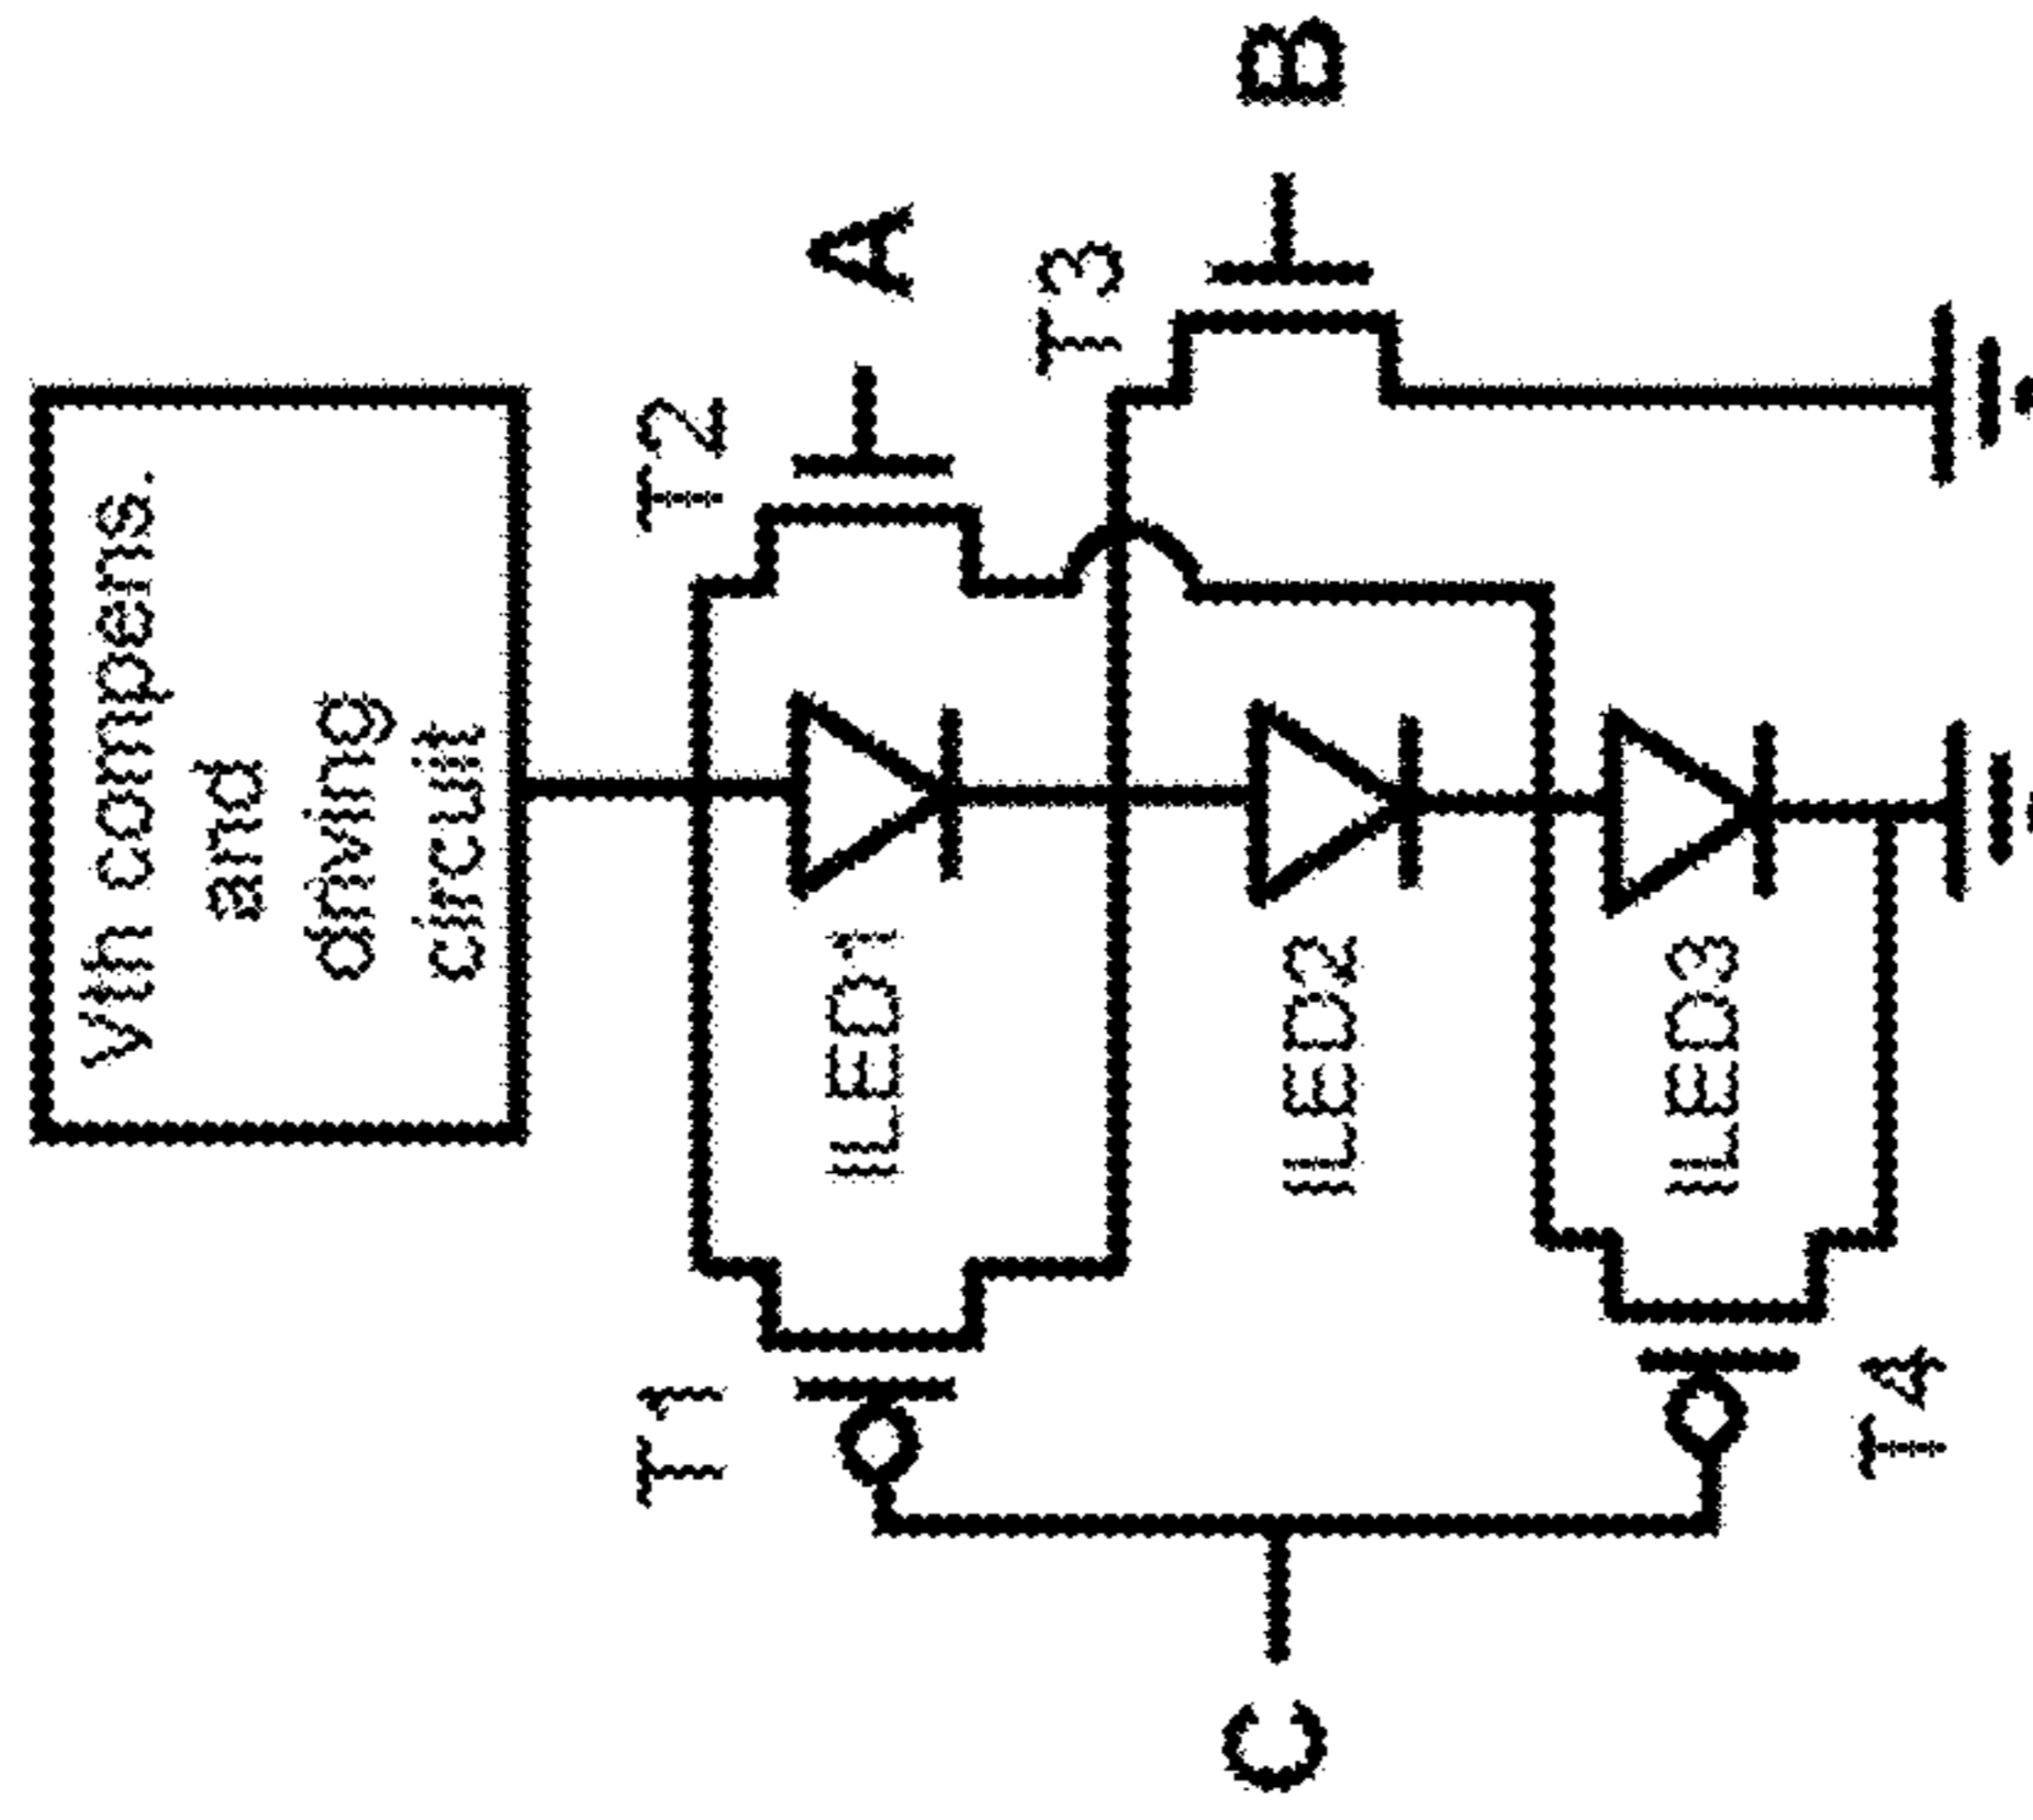 Vth compens.
and
driving
circuit
T2
A
T3
B
ILED1
ILED2
ILED3
T1
T4
C